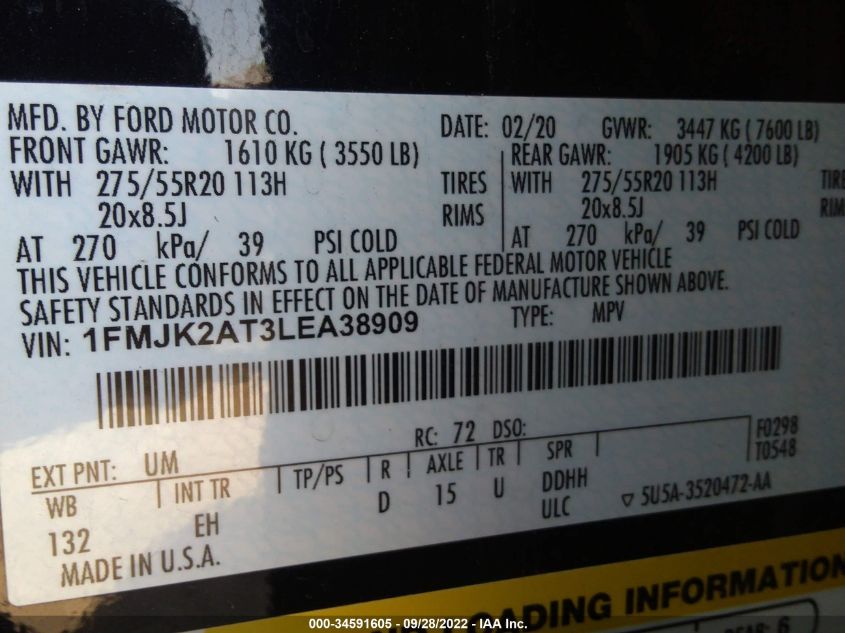 MFD. BY FORD MOTOR CO. DATE: 02/20 GVWR: 3447 KG ( 7600 LB)
FRONT GAWR: 1610 KG ( 3550 LB) REAR GAWR: 1905 KG ( 4200 LB)
WITH 275/55R20 113H TIRES WITH 275/55R20 113H TIRE
20x8.5J RIMS 20x8.5J RIM
AT 270 kPa/ 39 PSI COLD AT 270 kPa/ 39 PSI COLD
THIS VEHICLE CONFORMS TO ALL APPLICABLE FEDERAL MOTOR VEHICLE
SAFETY STANDARDS IN EFFECT ON THE DATE OF MANUFACTURE SHOWN ABOVE.
VIN: 1FMJK2AT3LEA38909 TYPE: MPV
RC: 72 DSO: F0298
EXT PNT: UM T0548
WB INT TR TP/PS R AXLE TR SPR
132 EH D 15 U DDHH
ULC 5U5A-3520472-AA
MADE IN U.S.A.
LOADING INFORMATION
REAR: 6
000-34591605 - 09/28/2022 - IAA Inc.